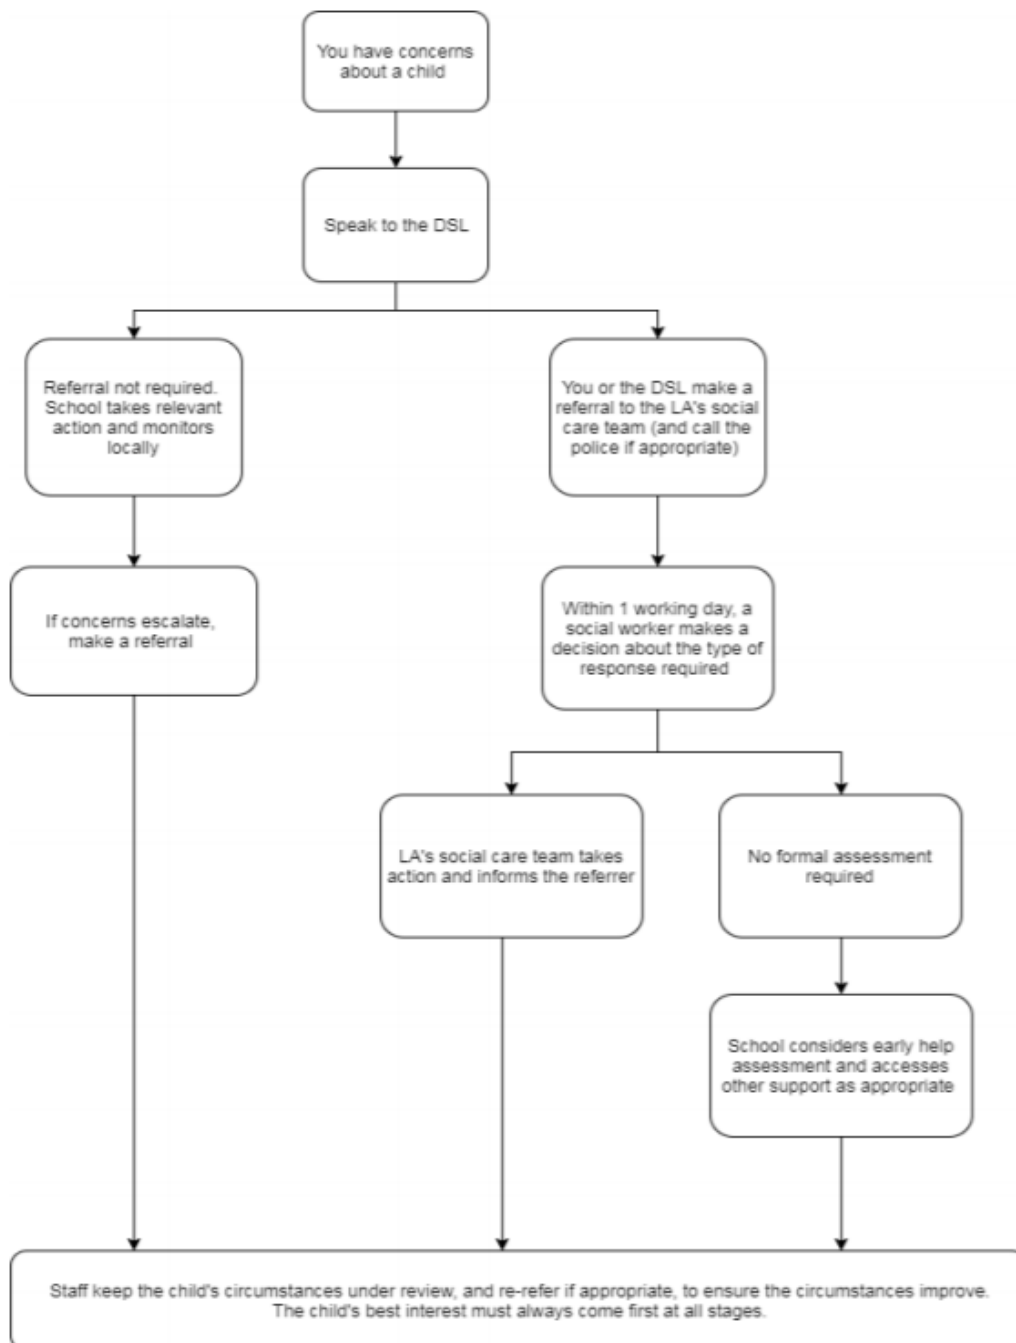 You have concerns
about a child
Speak to the DSL
Referral not required.
School takes relevant
action and monitors
locally
You or the DSL make a
referral to the LA's social
care team (and call the
police if appropriate)
If concerns escalate,
make a referral
Within 1 working day, a
social worker makes a
decision about the type of
response required
LA's social care team takes
action and informs the referrer
No formal assessment
required
School considers early help
assessment and accesses
other support as appropriate
Staff keep the child's circumstances under review, and re-refer if appropriate, to ensure the circumstances improve.
The child's best interest must always come first at all stages.